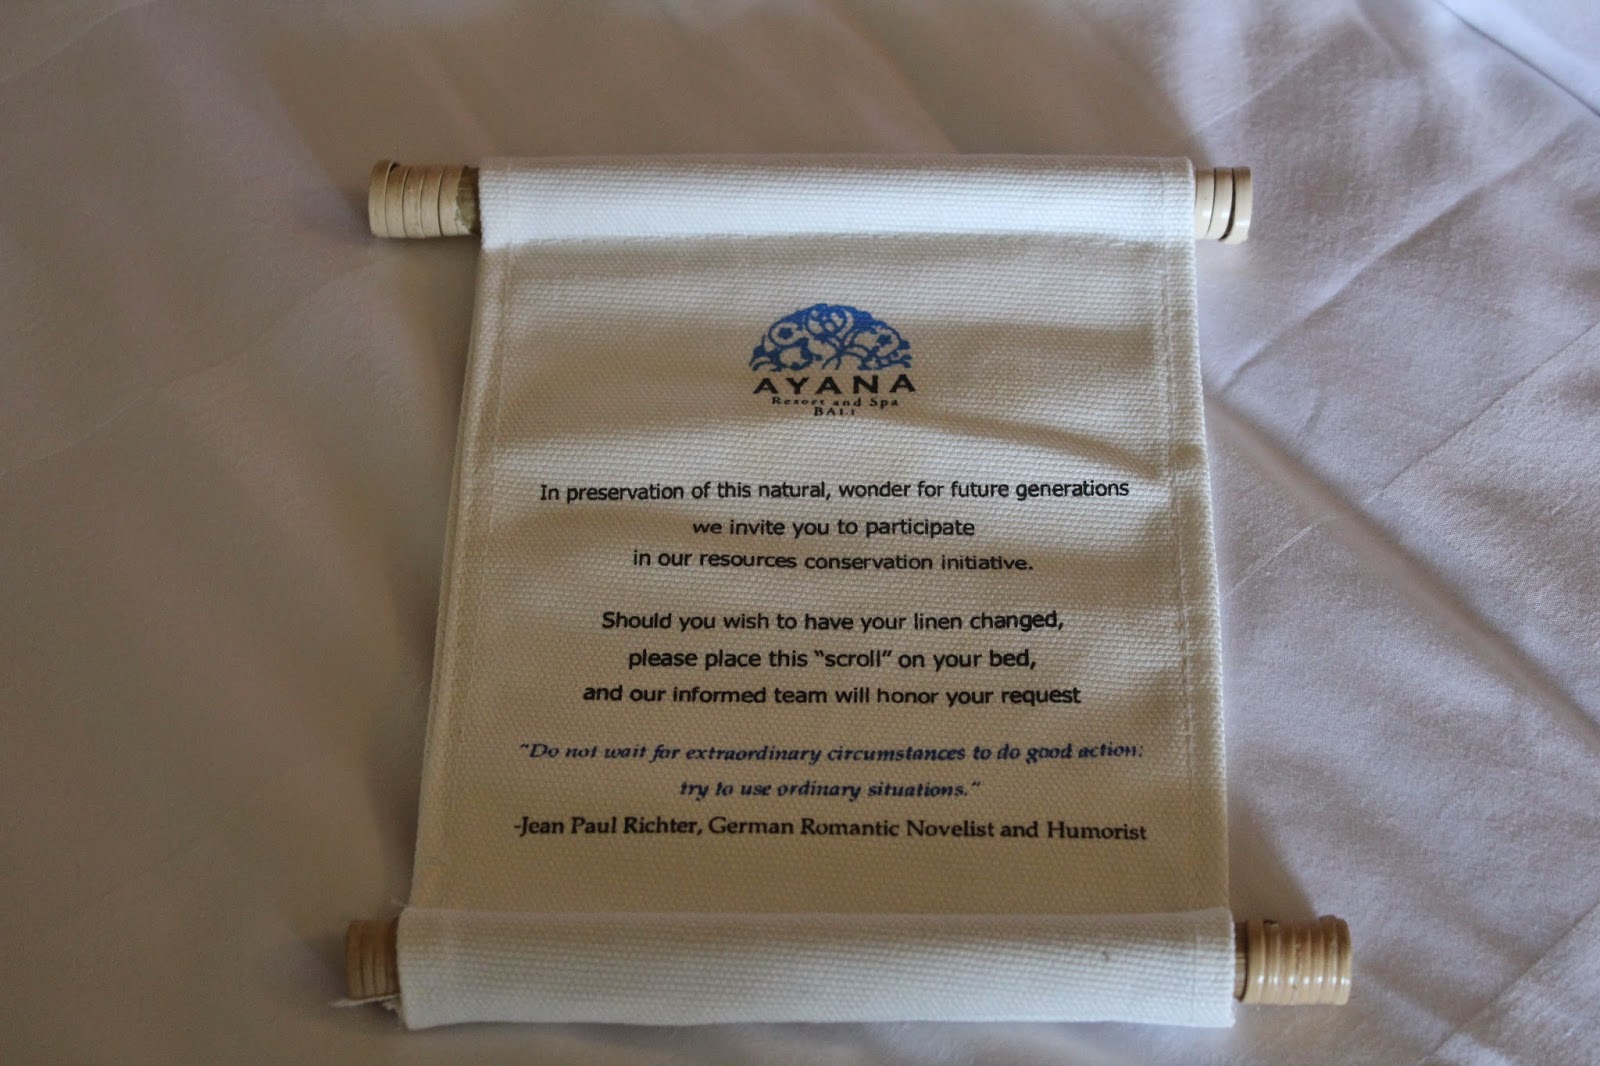 AYANA
Resort and Spa
BALI
In preservation of this natural, wonder for future generations
we invite you to participate
in our resources conservation initiative.
Should you wish to have your linen changed,
please place this “scroll” on your bed,
and our informed team will honor your request
“Do not wait for extraordinary circumstances to do good action;
try to use ordinary situations.”
-Jean Paul Richter, German Romantic Novelist and Humorist